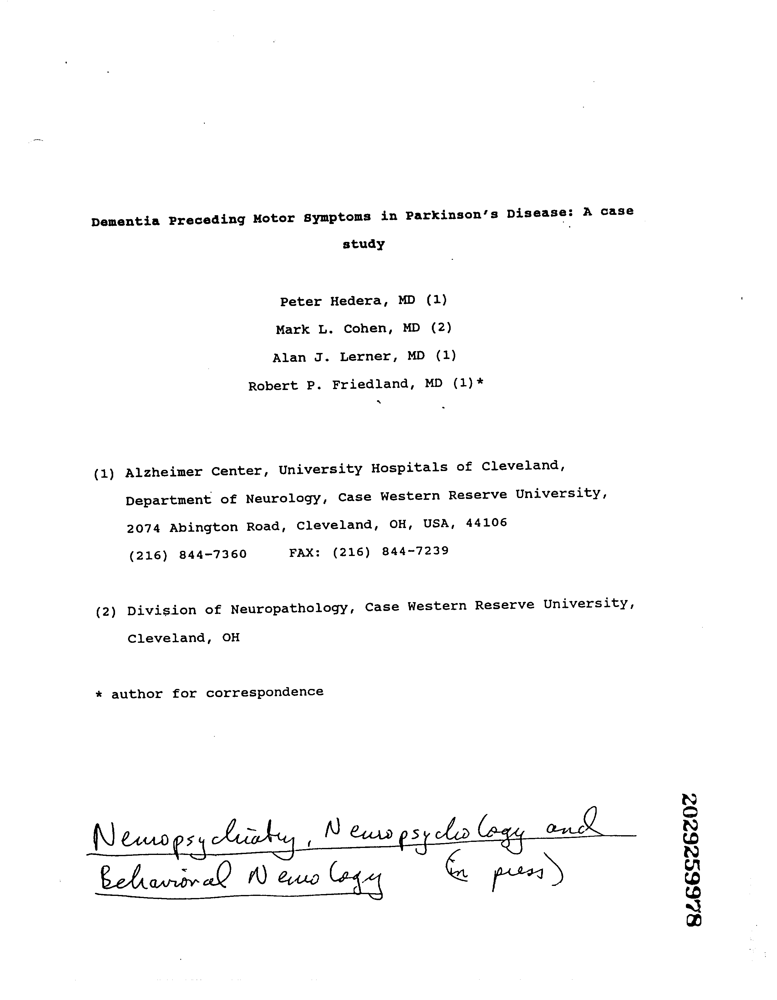 Dementia Preceding Motor Symptoms in Parkinson's Disease: A case
study
Peter Hedera, MD (1)
Mark L. Cohen, MD (2)
Alan J. Lerner, MD (1)
Robert P. Friedland, MD (1)*
(1) Alzheimer Center, University Hospitals of Cleveland,
Department of Neurology, Case Western Reserve University,
2074 Abington Road, Cleveland, OH, USA, 44106
(216) 844-7360 FAX: (216) 844-7239
(2) Division of Neuropathology, Case Western Reserve University,
Cleveland, OH
* author for correspondence
Neuropsychiatry, Neuropsychology and
Behavioral Neurology (in press)
2029259978